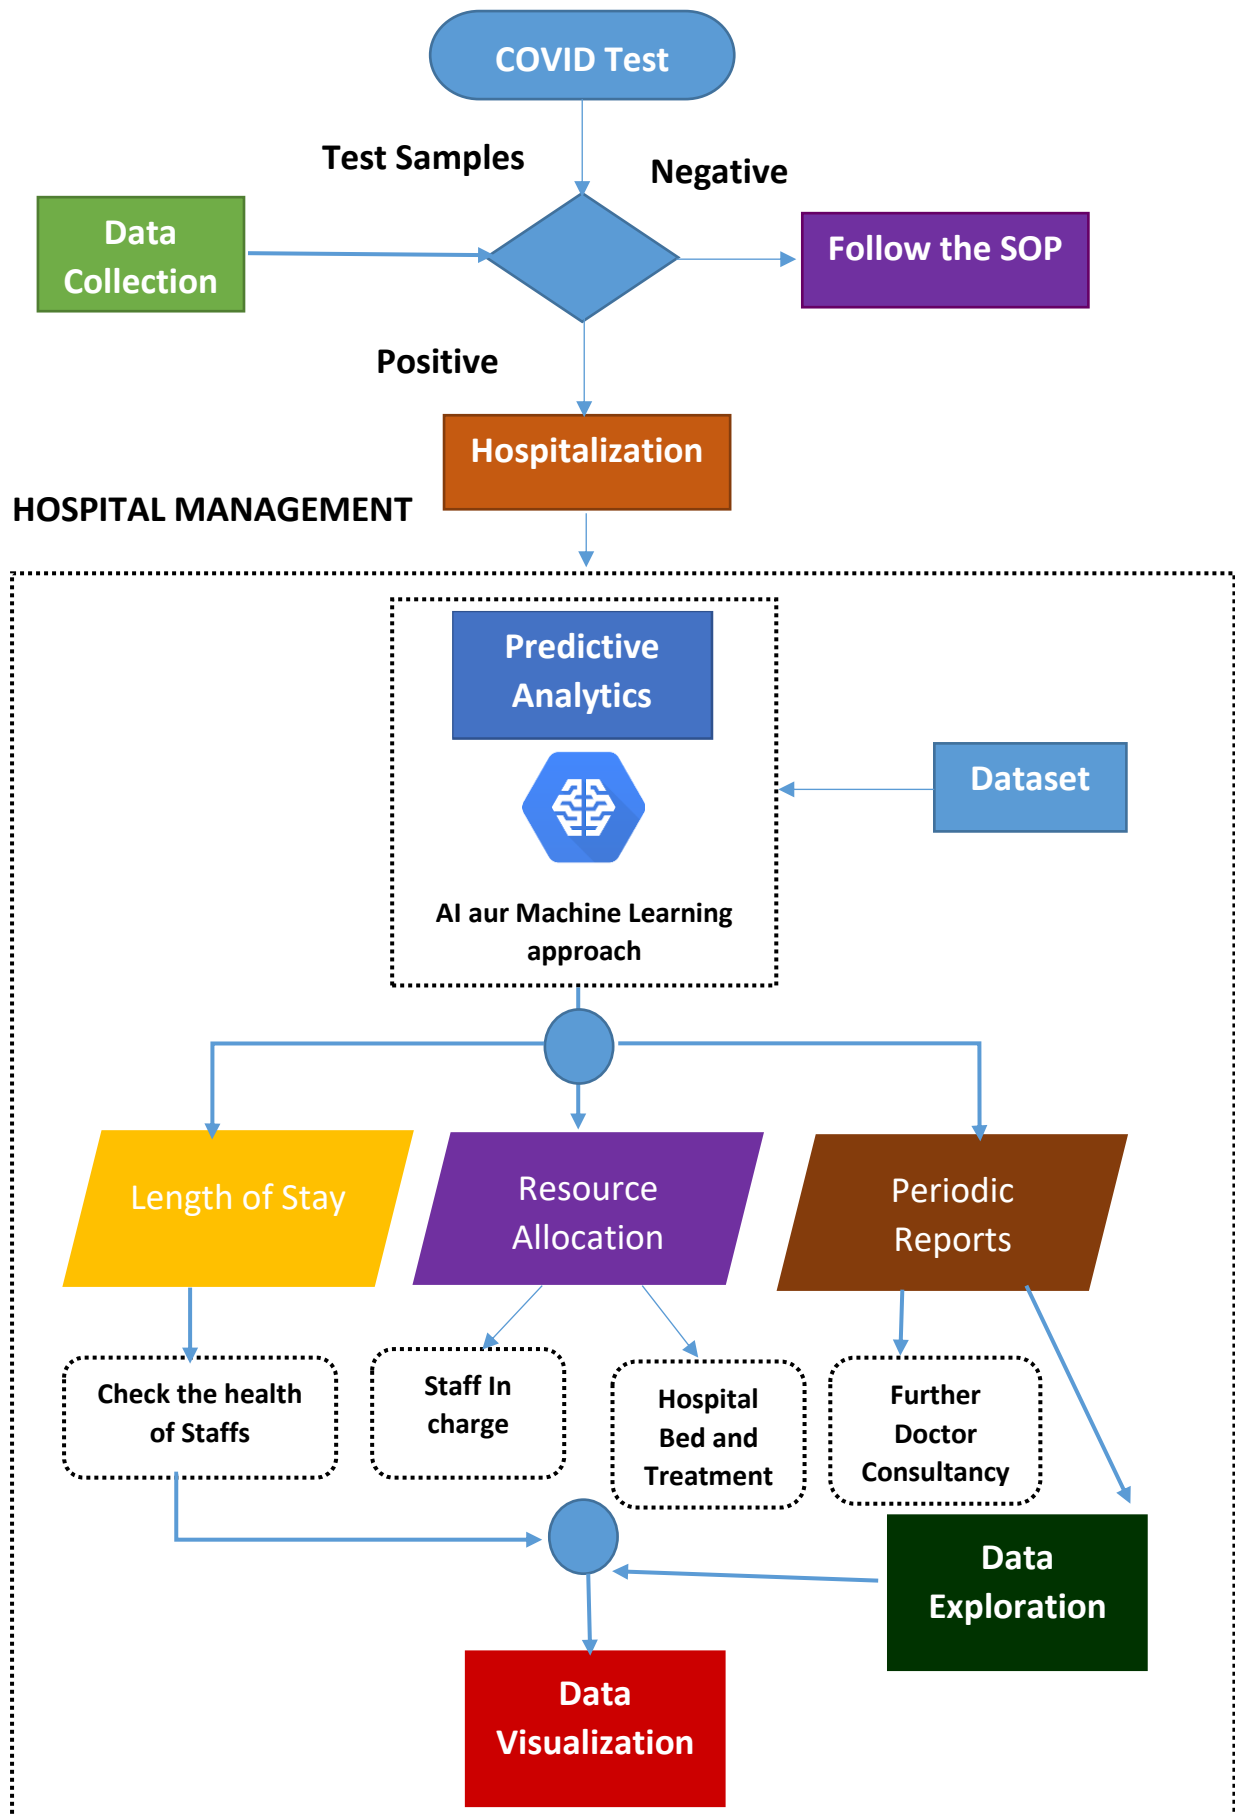 COVID Test
Test Samples
Negative
Data
Collection
Follow the SOP
Positive
Hospitalization
HOSPITAL MANAGEMENT
Predictive
Analytics
Dataset
AI aur Machine Learning
approach
Length of Stay
Resource
Allocation
Periodic
Reports
Check the health
of Staffs
Staff In
charge
Hospital
Bed and
Treatment
Further
Doctor
Consultancy
Data
Exploration
Data
Visualization